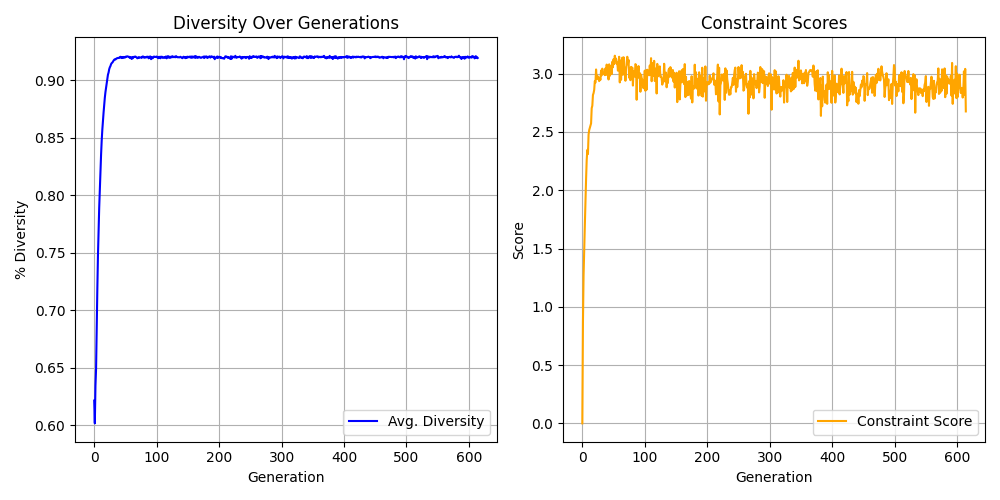 Diversity Over Generations
% Diversity
0.90
0.85
0.80
0.75
0.70
0.65
0.60
0 100 200 300 400 500 600
Generation
Avg. Diversity
Constraint Scores
Score
3.0
2.5
2.0
1.5
1.0
0.5
0.0
0 100 200 300 400 500 600
Generation
Constraint Score